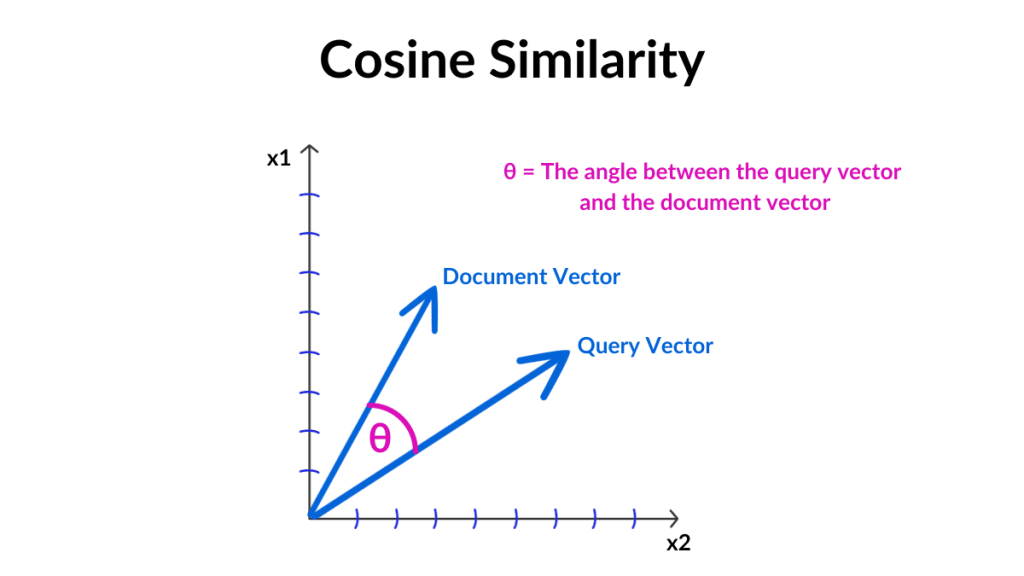 Cosine Similarity
x1
θ = The angle between the query vector
and the document vector
Document Vector
Query Vector
θ
x2